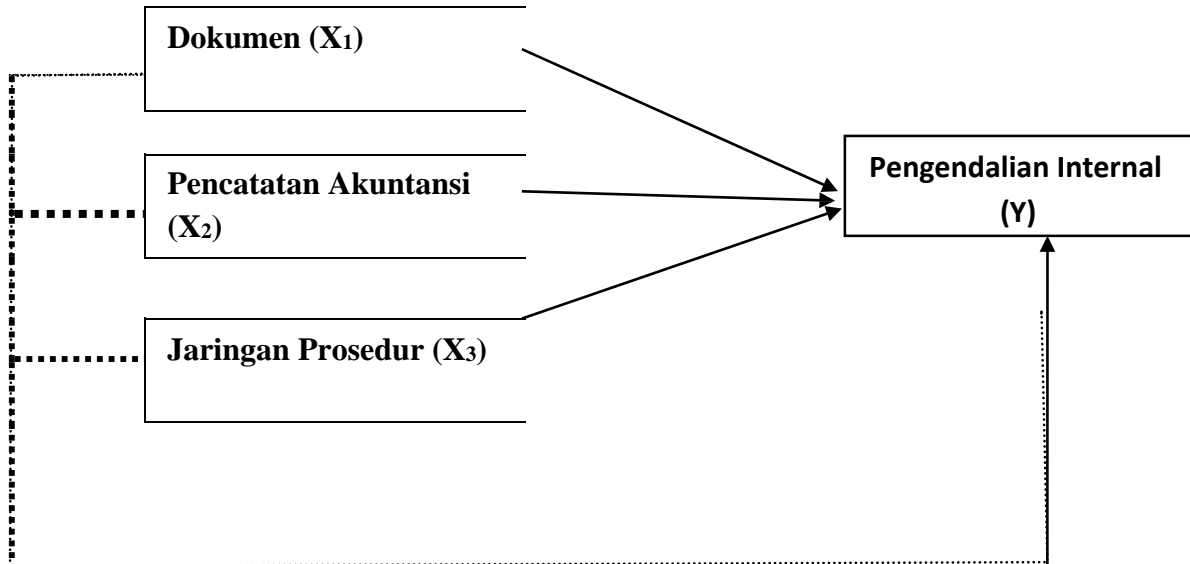 Dokumen (X₁)
Pencatatan Akuntansi
(X₂)
Jaringan Prosedur (X₃)
Pengendalian Internal
(Y)